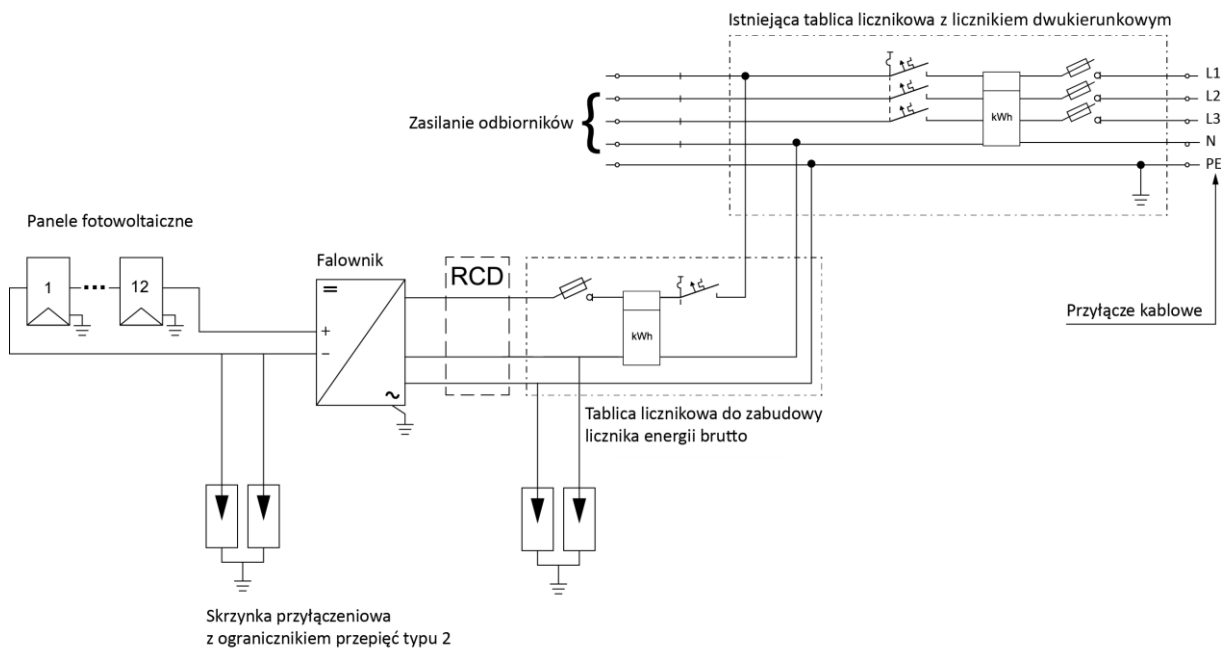 Istniejąca tablica licznikowa z licznikiem dwukierunkowym
L1
L2
L3
N
PE
kWh
Zasilanie odbiorników
Przyłącze kablowe
Panele fotowoltaiczne
1
12
Falownik
=
+
−
~
RCD
kWh
Tablica licznikowa do zabudowy
licznika energii brutto
Skrzynka przyłączeniowa
z ogranicznikiem przepięć typu 2